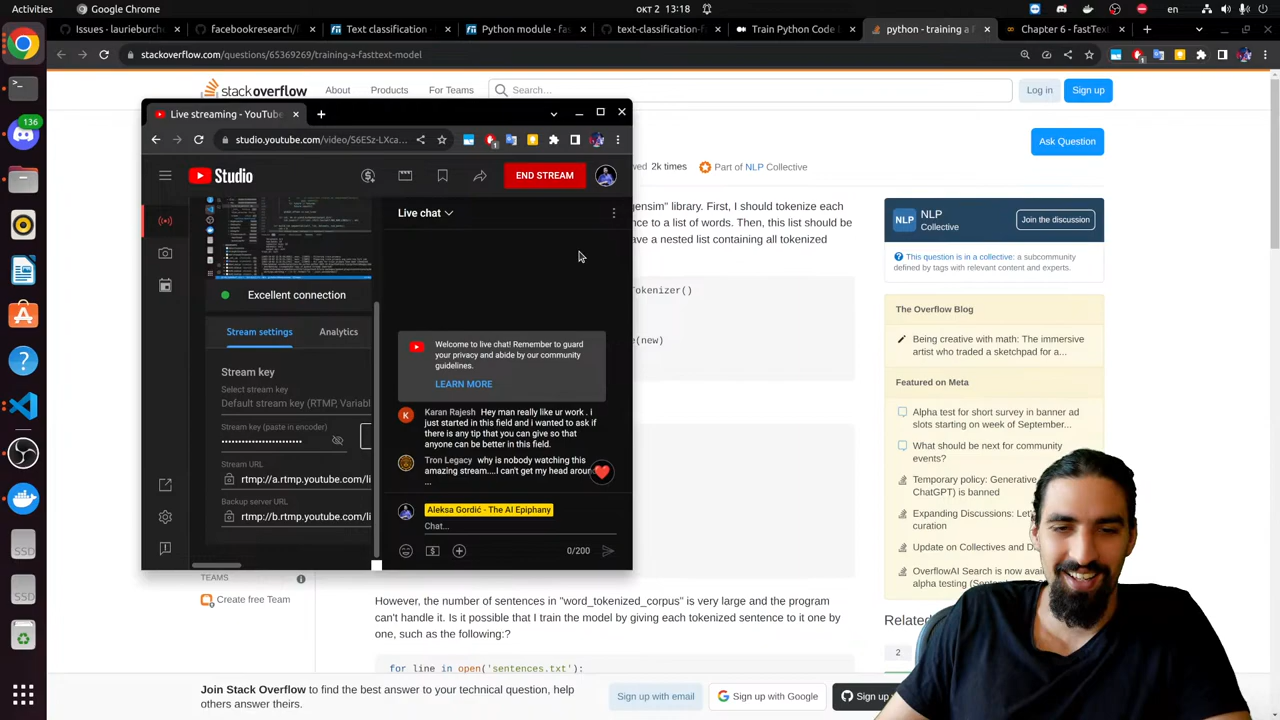 Activities
Google Chrome
окт 2 13:18
en
Issues · laurieburch
facebookresearch/
Text classification ·
Python module · fas
text-classification-f
Train Python Code
python - training a f
Chapter 6 - fastTex
stackoverflow.com/questions/65369269/training-a-fasttext-model
stackoverflow
About
Products
For Teams
Search…
Log in
Sign up
Live streaming - YouTube
studio.youtube.com/video/
Ask Question
2k times
Part of NLP Collective
Studio
END STREAM
136
gensim" library. First, I should tokenize each
nce to a list of words. Then, this list should be
ave a nested list containing all tokenized
Live chat
NLP
Collective
Join the discussion
This question is in a collective: a subcommunity
defined by tags with relevant content and experts.
Tokenizer()
(new)
Excellent connection
Stream settings
Analytics
Stream key
Select stream key
Default stream key (RTMP, Variabl
Stream key (paste in encoder)
Stream URL
rtmp://a.rtmp.youtube.com/li
Backup server URL
rtmp://b.rtmp.youtube.com/li
Welcome to live chat! Remember to guard
your privacy and abide by our community
guidelines.
LEARN MORE
Karan Rajesh Hey man really like ur work . i
just started in this field and i wanted to ask if
there is any tip that you can give so that
anyone can be better in this field.
Tron Legacy why is nobody watching this
amazing stream....I can't get my head aroun
...
Aleksa Gordić - The AI Epiphany
Chat...
0/200
The Overflow Blog
Being creative with math: The immersive
artist who traded a sketchpad for a...
Featured on Meta
Alpha test for short survey in banner ad
slots starting on week of September...
What should be next for community
events?
Temporary policy: Generative
ChatGPT) is banned
Expanding Discussions: Let'
curation
Update on Collectives and D
OverflowAI Search is now avai
alpha testing (Sept
Related
2
SSD
SSD
TEAMS
Create free Team
However, the number of sentences in "word_tokenized_corpus" is very large and the program
can't handle it. Is it possible that I train the model by giving each tokenized sentence to it one by
one, such as the following:?
for line in open('sentences.txt'):
Join Stack Overflow to find the best answer to your technical question, help
others answer theirs.
Sign up with email
Sign up with Google
Sign up